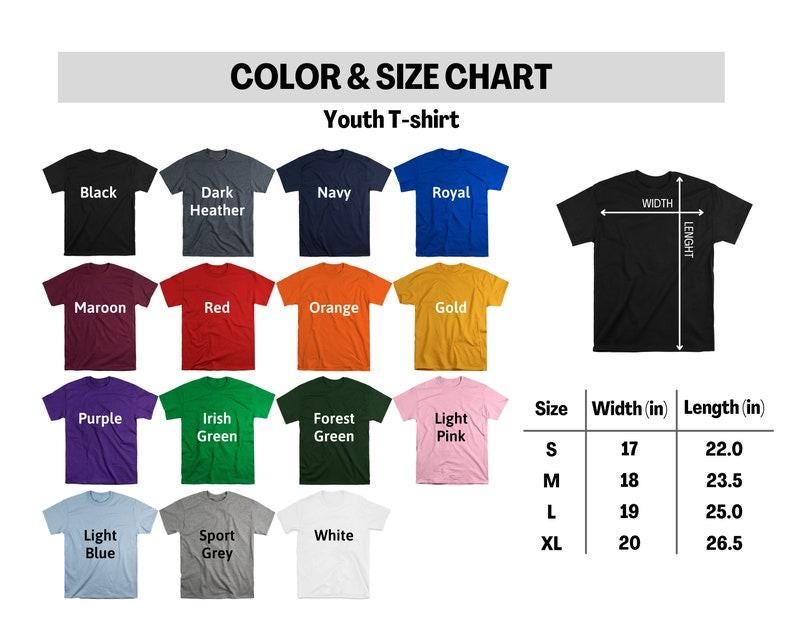 COLOR & SIZE CHART
Youth T-shirt
Black
Dark
Heather
Navy
Royal
Maroon
Red
Orange
Gold
Purple
Irish
Green
Forest
Green
Light
Pink
Light
Blue
Sport
Grey
White
WIDTH
LENGHT
Size Width (in) Length (in)
S 17 22.0
M 18 23.5
L 19 25.0
XL 20 26.5